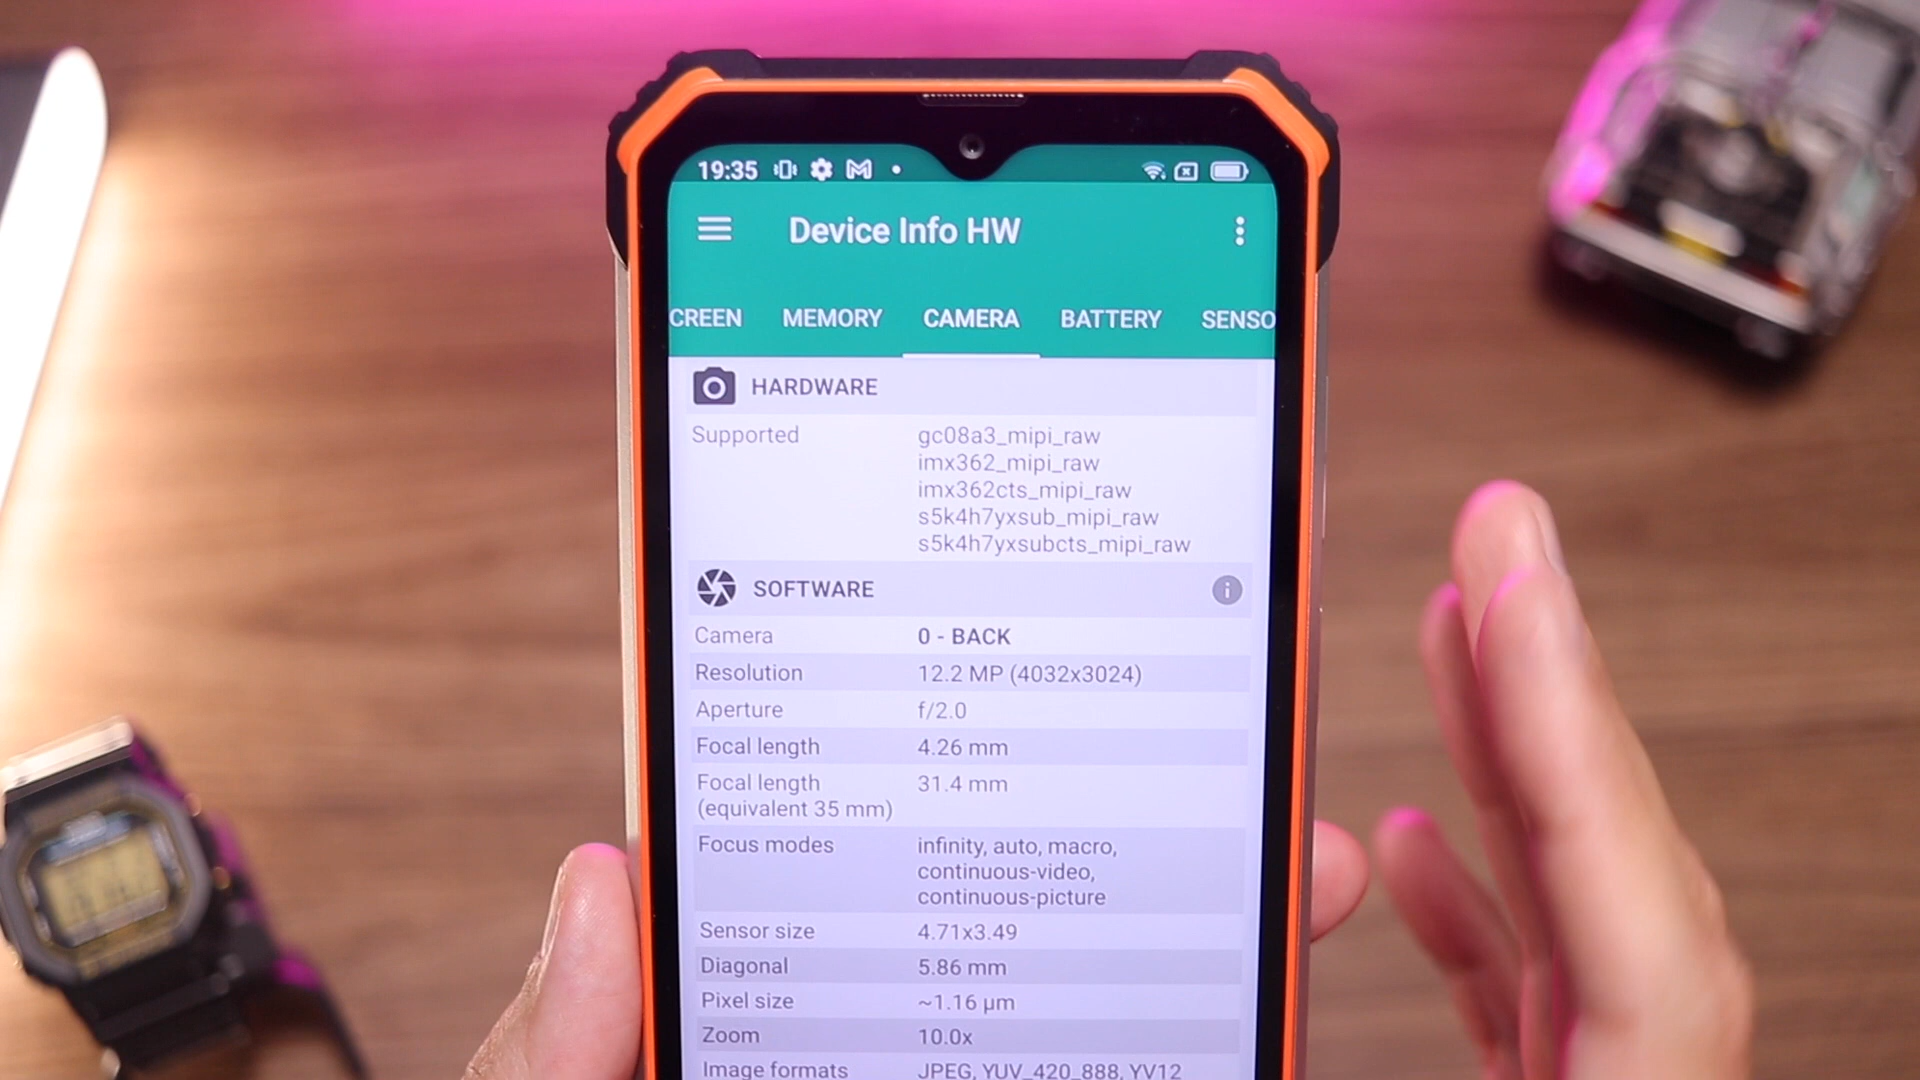 19:35
Device Info HW
CREEN MEMORY CAMERA BATTERY SENSO
HARDWARE
Supported gc08a3_mipi_raw
imx362_mipi_raw
imx362cts_mipi_raw
s5k4h7yxsub_mipi_raw
s5k4h7yxsubcts_mipi_raw
SOFTWARE
Camera 0 - BACK
Resolution 12.2 MP (4032x3024)
Aperture f/2.0
Focal length 4.26 mm
Focal length 31.4 mm
(equivalent 35 mm)
Focus modes infinity, auto, macro,
continuous-video,
continuous-picture
Sensor size 4.71x3.49
Diagonal 5.86 mm
Pixel size ~1.16 µm
Zoom 10.0x
Image formats JPEG, YUV_420_888, YV12